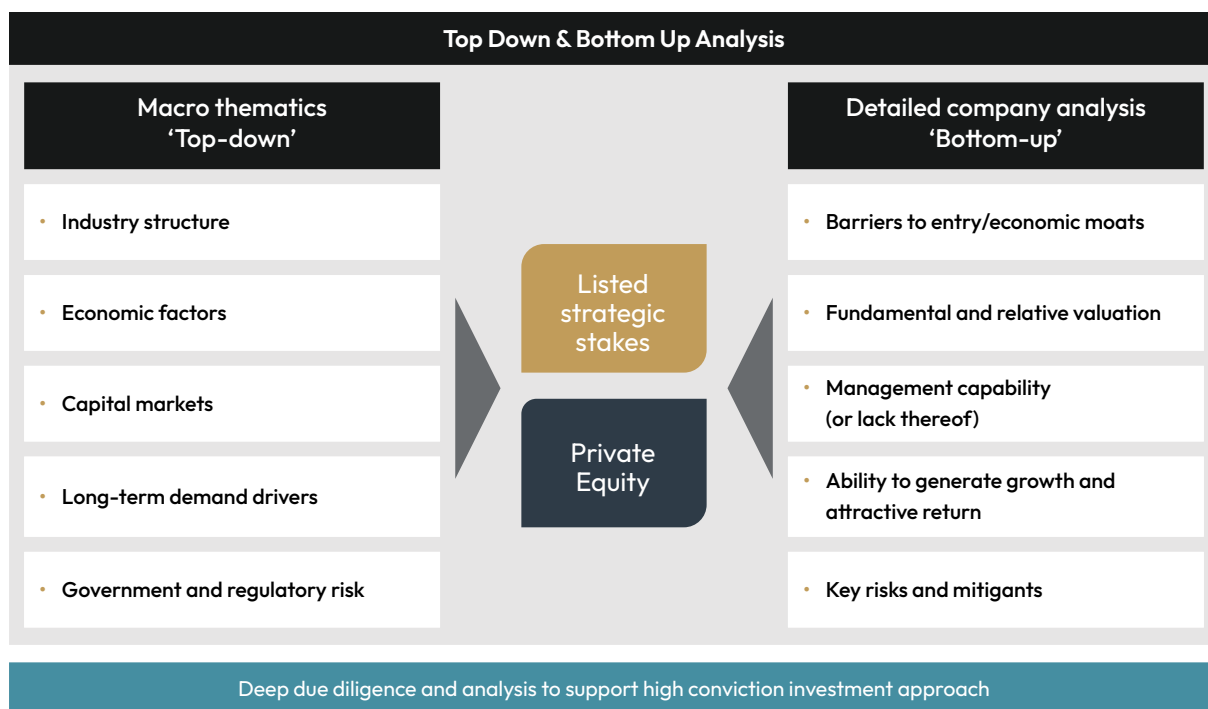 Top Down & Bottom Up Analysis
Macro thematics
‘Top-down’
• Industry structure
• Economic factors
• Capital markets
• Long-term demand drivers
• Government and regulatory risk
Listed
strategic
stakes
Private
Equity
Detailed company analysis
‘Bottom-up’
• Barriers to entry/economic moats
• Fundamental and relative valuation
• Management capability
(or lack thereof)
• Ability to generate growth and
attractive return
• Key risks and mitigants
Deep due diligence and analysis to support high conviction investment approach